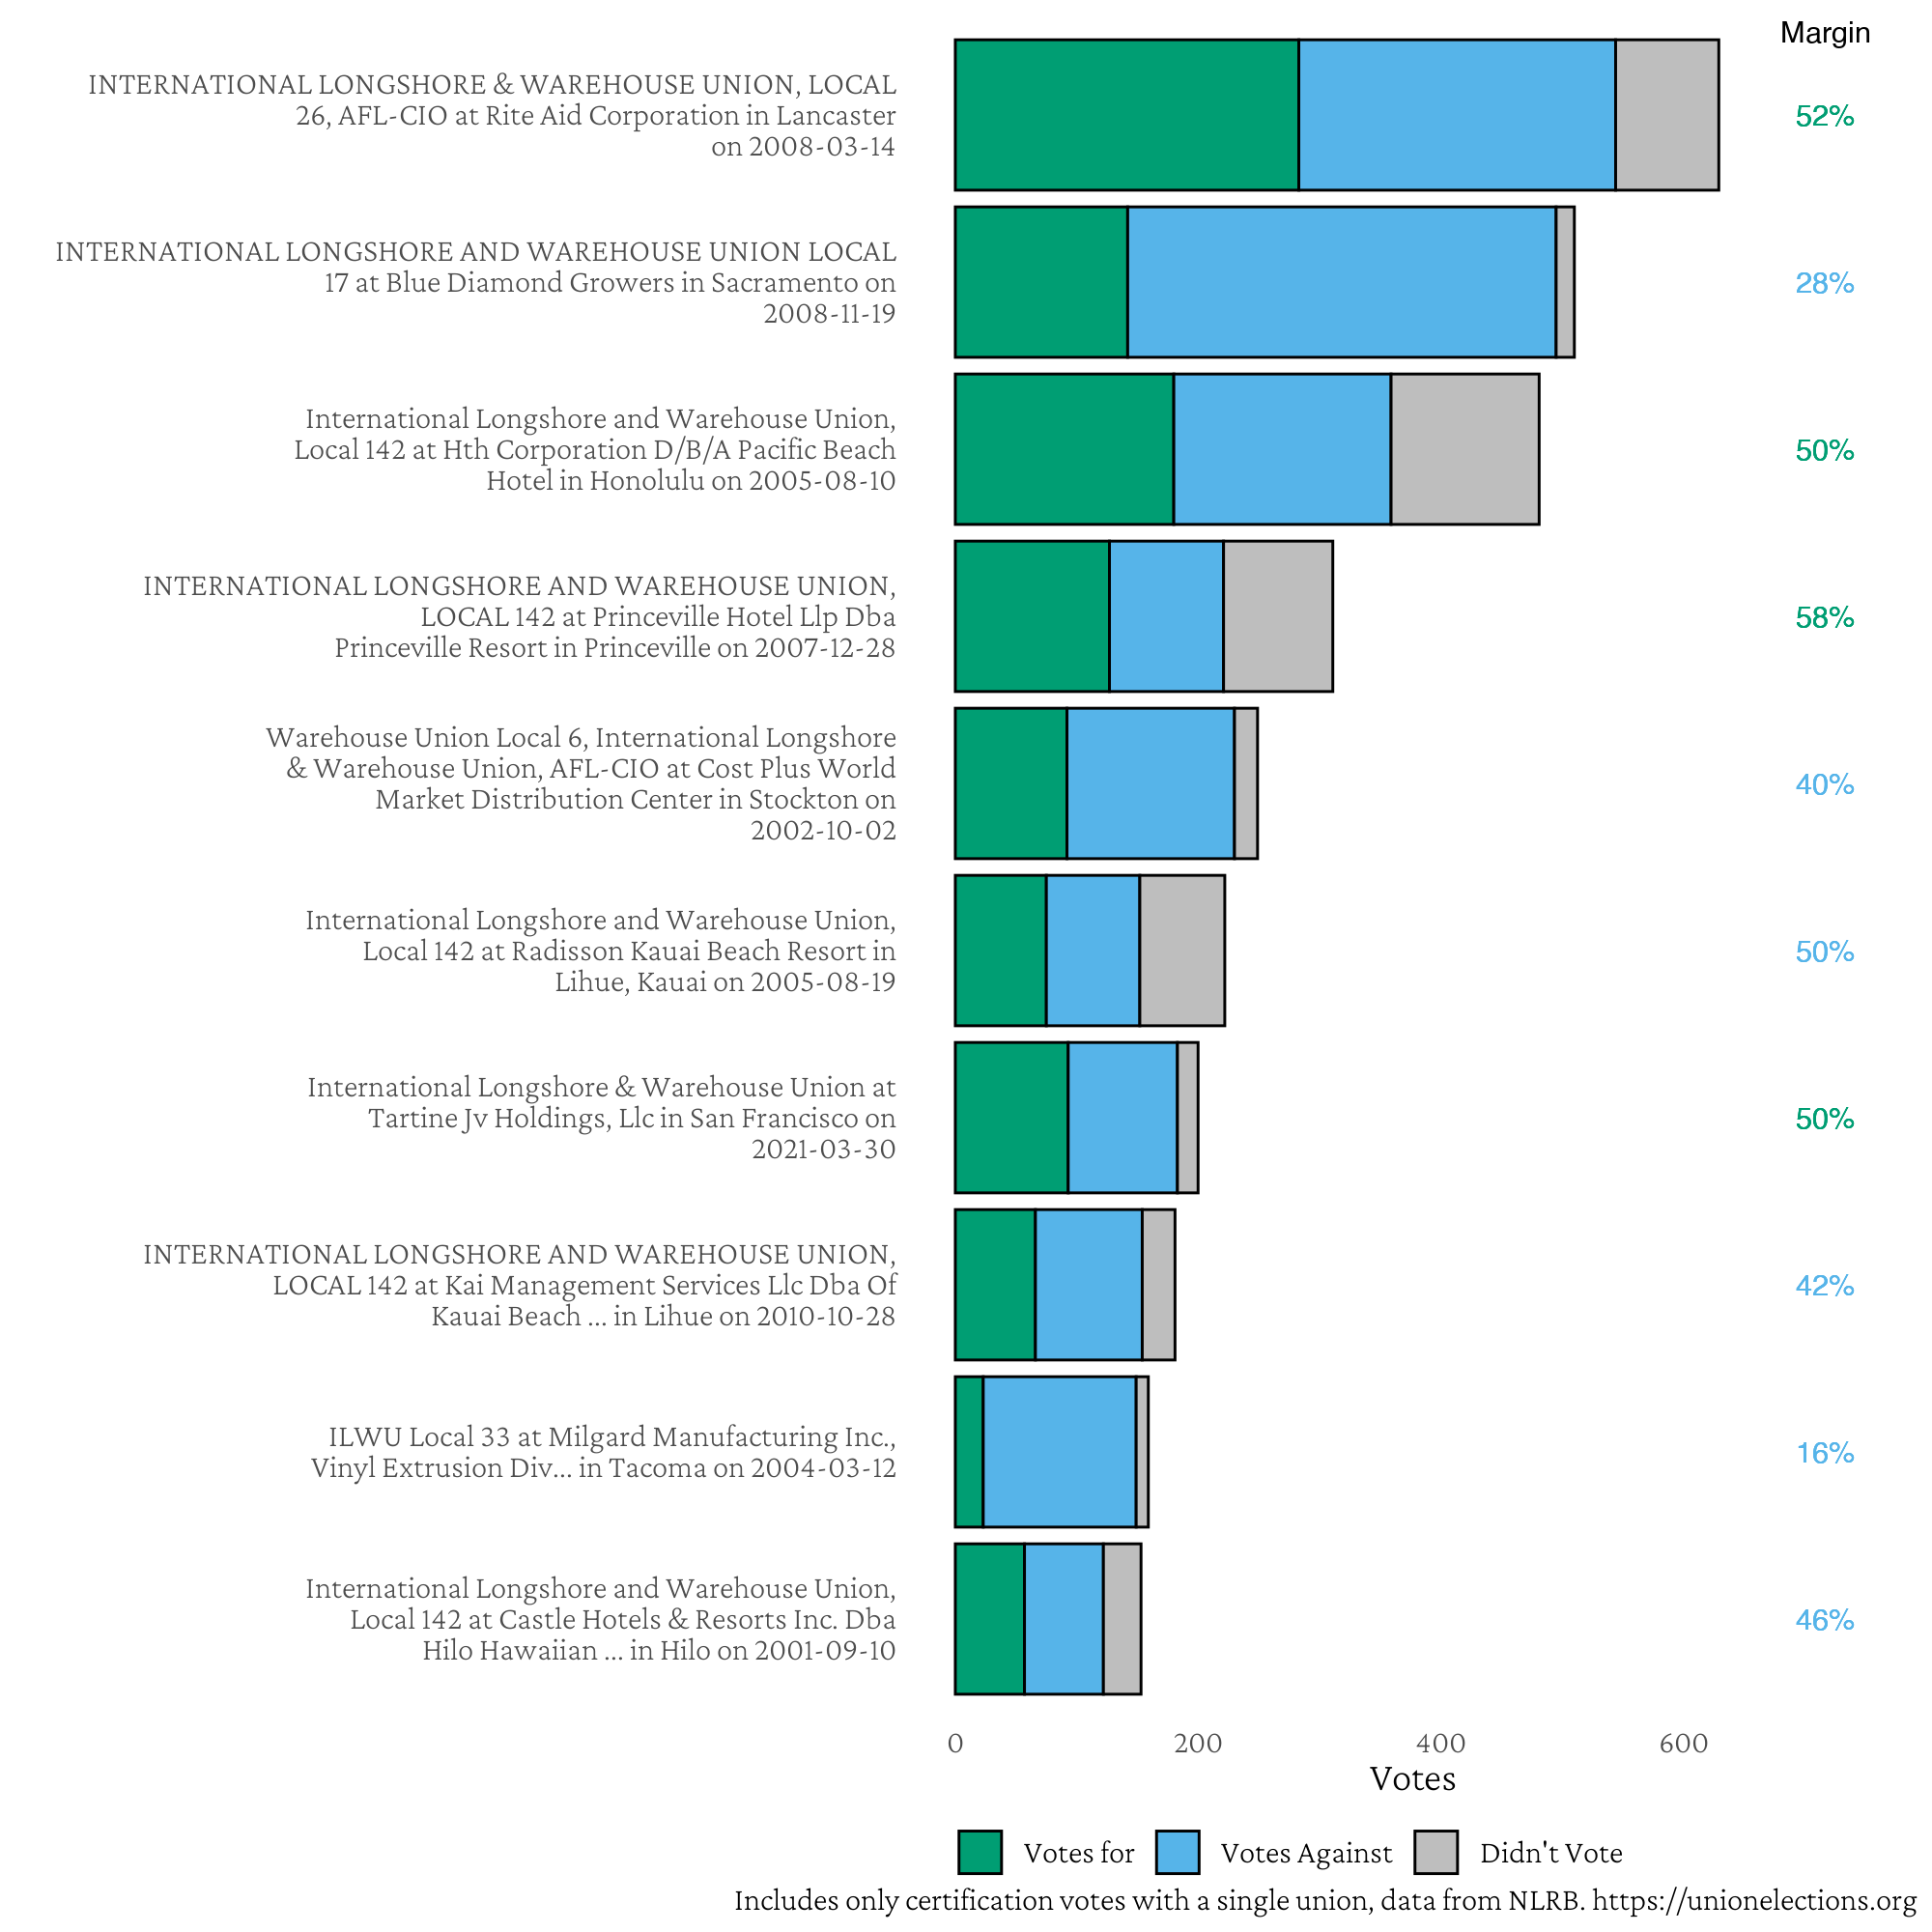 Margin
INTERNATIONAL LONGSHORE & WAREHOUSE UNION, LOCAL
26, AFL-CIO at Rite Aid Corporation in Lancaster
on 2008-03-14
52%
INTERNATIONAL LONGSHORE AND WAREHOUSE UNION LOCAL
17 at Blue Diamond Growers in Sacramento on
2008-11-19
28%
International Longshore and Warehouse Union,
Local 142 at Hth Corporation D/B/A Pacific Beach
Hotel in Honolulu on 2005-08-10
50%
INTERNATIONAL LONGSHORE AND WAREHOUSE UNION,
LOCAL 142 at Princeville Hotel Llp Dba
Princeville Resort in Princeville on 2007-12-28
58%
Warehouse Union Local 6, International Longshore
& Warehouse Union, AFL-CIO at Cost Plus World
Market Distribution Center in Stockton on
2002-10-02
40%
International Longshore and Warehouse Union,
Local 142 at Radisson Kauai Beach Resort in
Lihue, Kauai on 2005-08-19
50%
International Longshore & Warehouse Union at
Tartine Jv Holdings, Llc in San Francisco on
2021-03-30
50%
INTERNATIONAL LONGSHORE AND WAREHOUSE UNION,
LOCAL 142 at Kai Management Services Llc Dba Of
Kauai Beach ... in Lihue on 2010-10-28
42%
ILWU Local 33 at Milgard Manufacturing Inc.,
Vinyl Extrusion Div... in Tacoma on 2004-03-12
16%
International Longshore and Warehouse Union,
Local 142 at Castle Hotels & Resorts Inc. Dba
Hilo Hawaiian ... in Hilo on 2001-09-10
46%
0 200 400 600
Votes
Votes for Votes Against Didn't Vote
Includes only certification votes with a single union, data from NLRB. https://unionelections.org